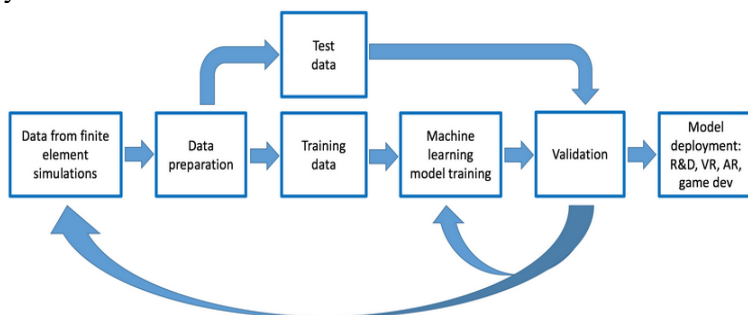 Test
data
Data from finite
element
simulations
Data
preparation
Training
data
Machine
learning
model training
Validation
Model
deployment:
R&D, VR, AR,
game dev